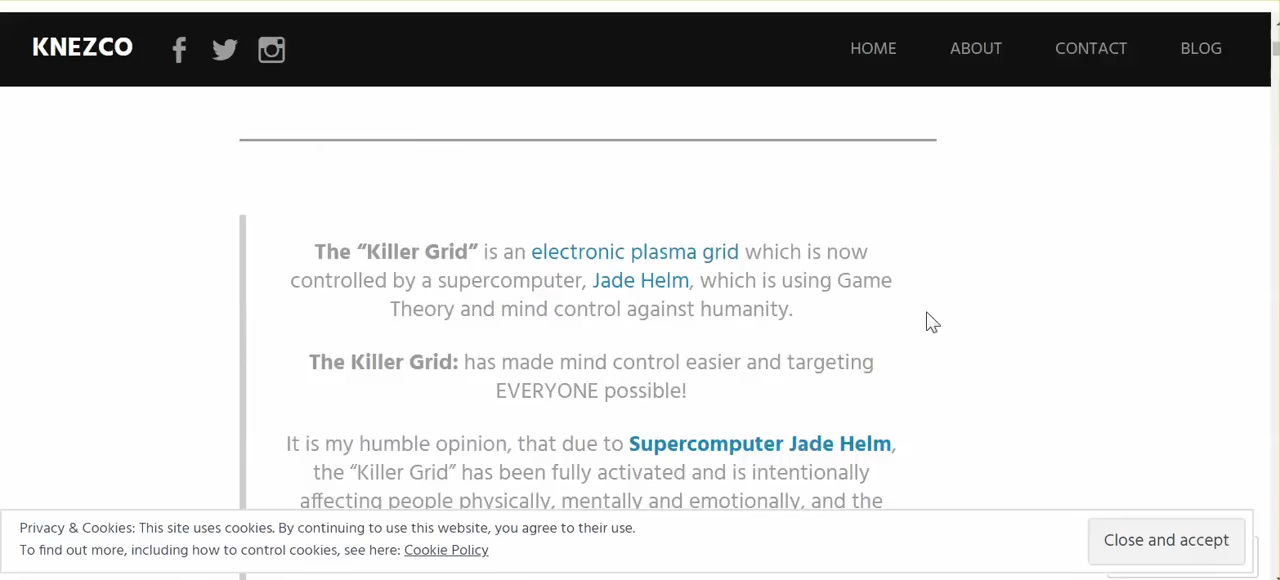 KNEZCO HOME ABOUT CONTACT BLOG
The “Killer Grid” is an electronic plasma grid which is now
controlled by a supercomputer, Jade Helm, which is using Game
Theory and mind control against humanity.
The Killer Grid: has made mind control easier and targeting
EVERYONE possible!
It is my humble opinion, that due to Supercomputer Jade Helm,
the “Killer Grid” has been fully activated and is intentionally
affecting people physically, mentally and emotionally, and the
Privacy & Cookies: This site uses cookies. By continuing to use this website, you agree to their use.
To find out more, including how to control cookies, see here: Cookie Policy
Close and accept